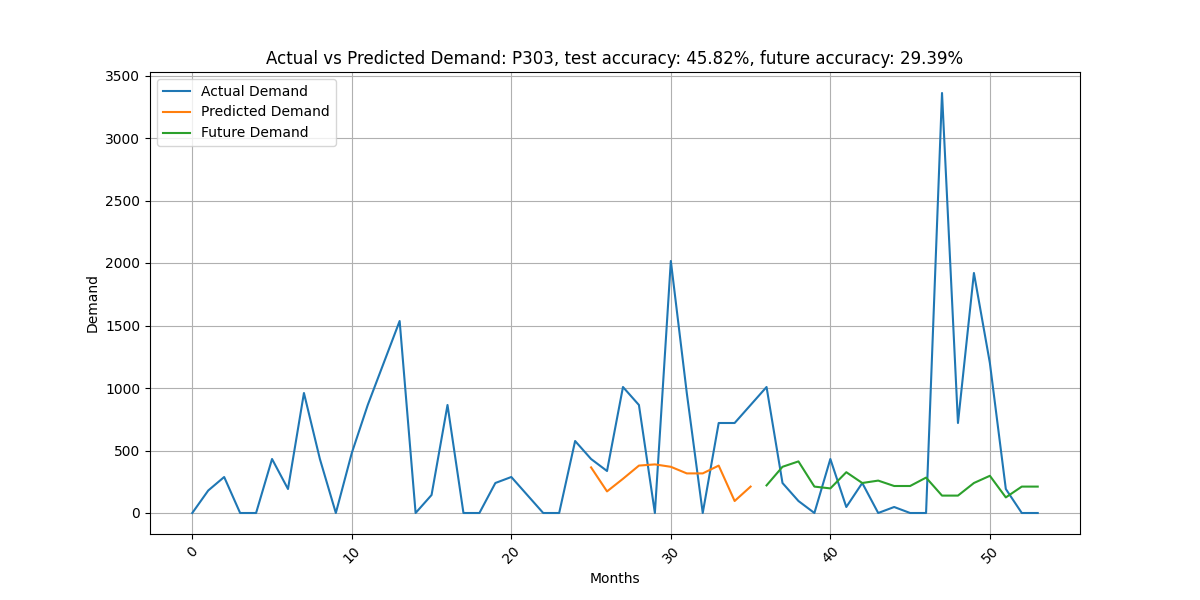 Actual vs Predicted Demand: P303, test accuracy: 45.82%, future accuracy: 29.39%
Actual Demand
Predicted Demand
Future Demand
3500
3000
2500
2000
1500
1000
500
0
Demand
0
10
20
30
40
50
Months